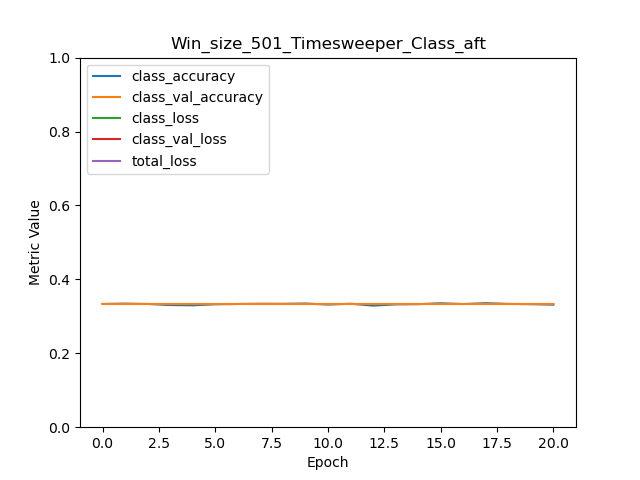 Win_size_501_Timesweeper_Class_aft
1.0
0.8
0.6
0.4
0.2
0.0
Metric Value
class_accuracy
class_val_accuracy
class_loss
class_val_loss
total_loss
0.0 2.5 5.0 7.5 10.0 12.5 15.0 17.5 20.0
Epoch